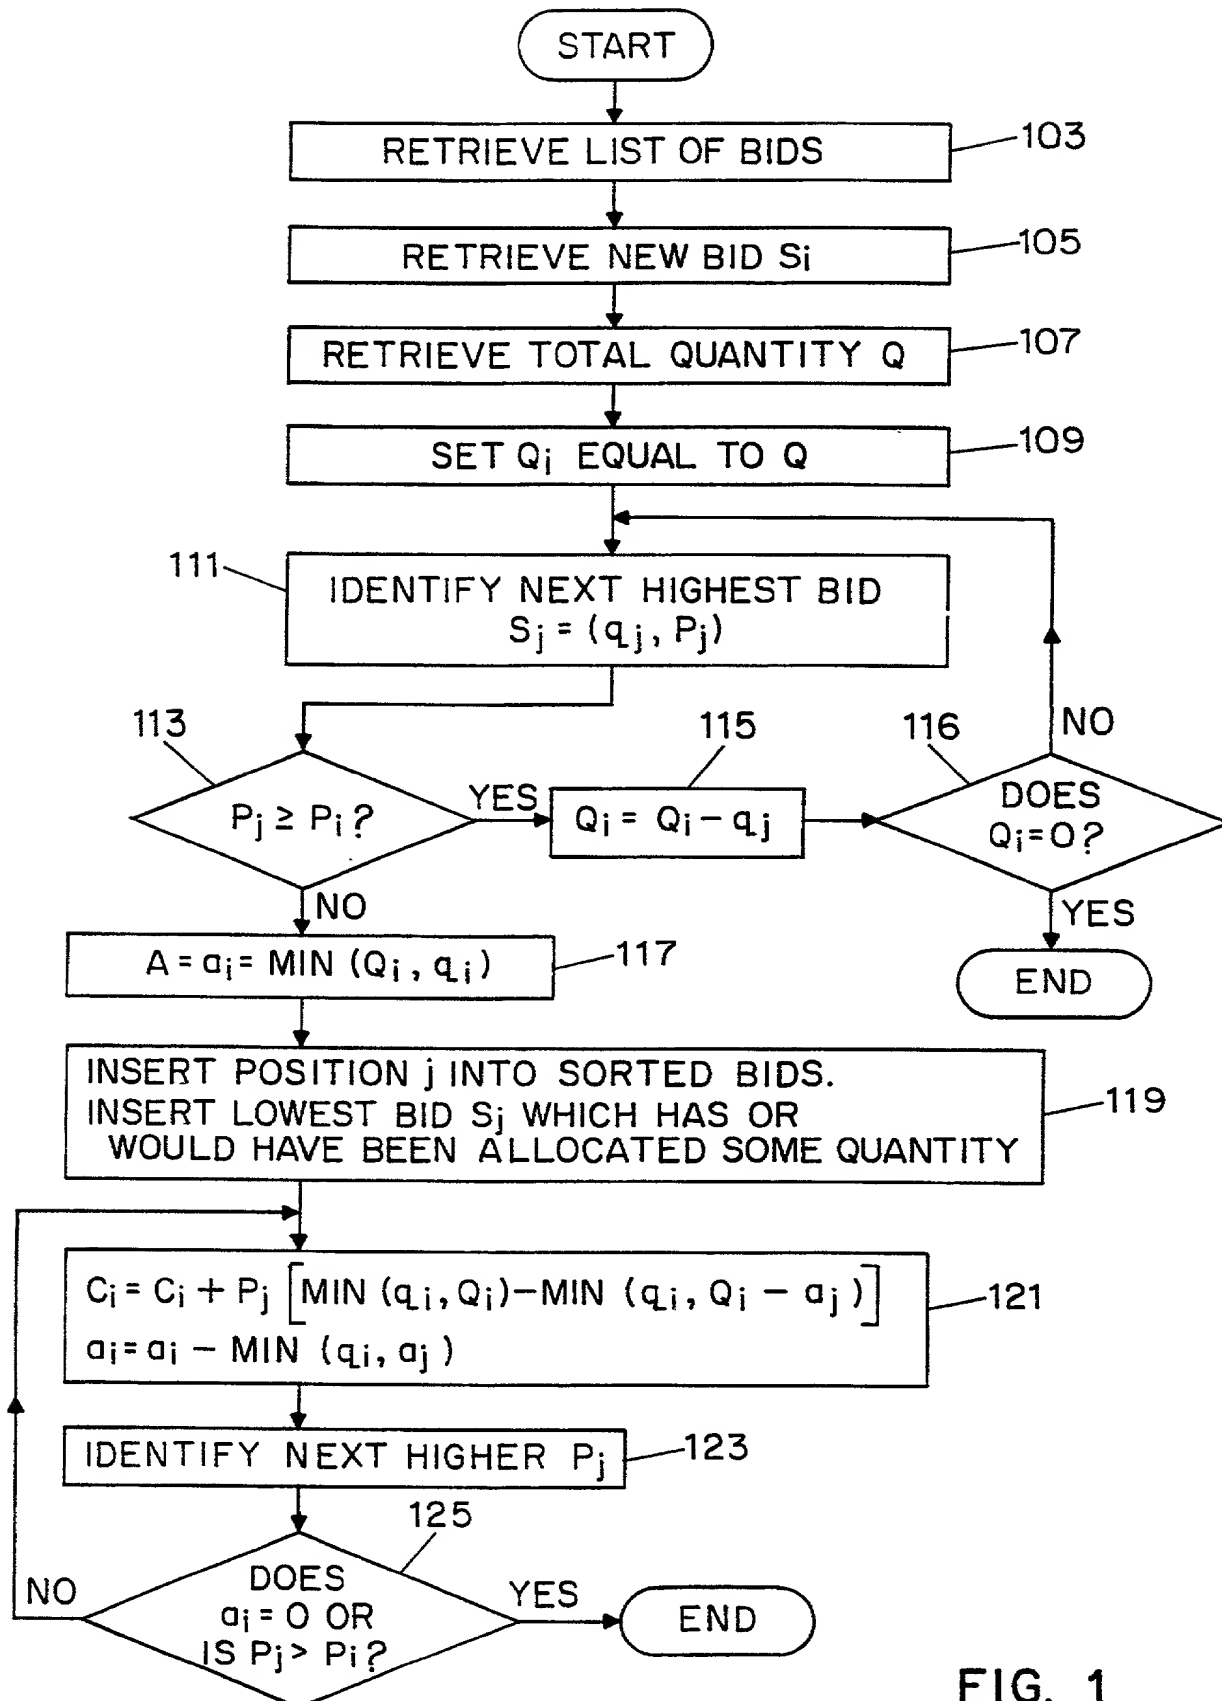 START
RETRIEVE LIST OF BIDS
103
RETRIEVE NEW BID Si
105
RETRIEVE TOTAL QUANTITY Q
107
SET Qi EQUAL TO Q
109
111
IDENTIFY NEXT HIGHEST BID
Sj = (qj, Pj)
113
Pj ≥ Pi?
YES
115
Qi = Qi - qj
116
DOES
Qi = 0?
NO
YES
END
NO
A = ai = MIN (Qi, qi)
117
INSERT POSITION j INTO SORTED BIDS.
INSERT LOWEST BID Sj WHICH HAS OR
WOULD HAVE BEEN ALLOCATED SOME QUANTITY
119
Ci = Ci + Pj [MIN (qi, Qi) - MIN (qi, Qi - aj)]
ai = ai - MIN (qi, aj)
121
IDENTIFY NEXT HIGHER Pj
123
125
DOES
ai = 0 OR
IS Pj > Pi?
NO
YES
END
FIG. 1